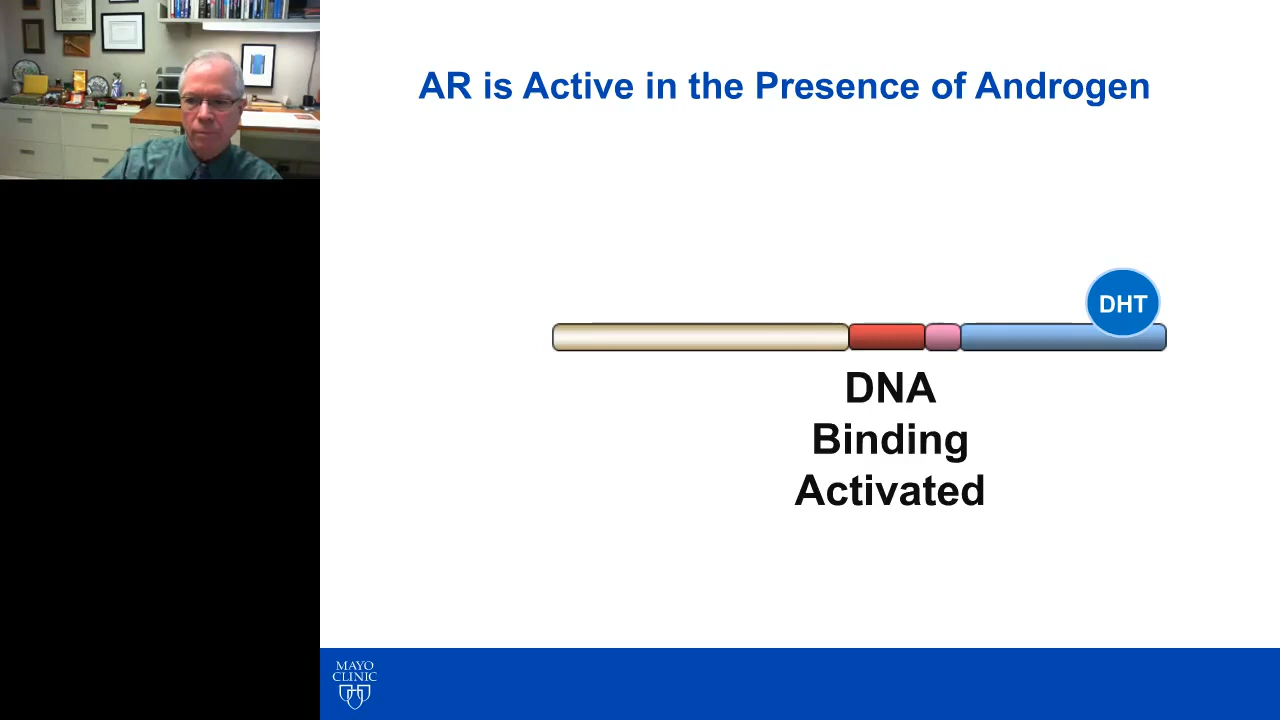 AR is Active in the Presence of Androgen
DHT
DNA
Binding
Activated
MAYO
CLINIC